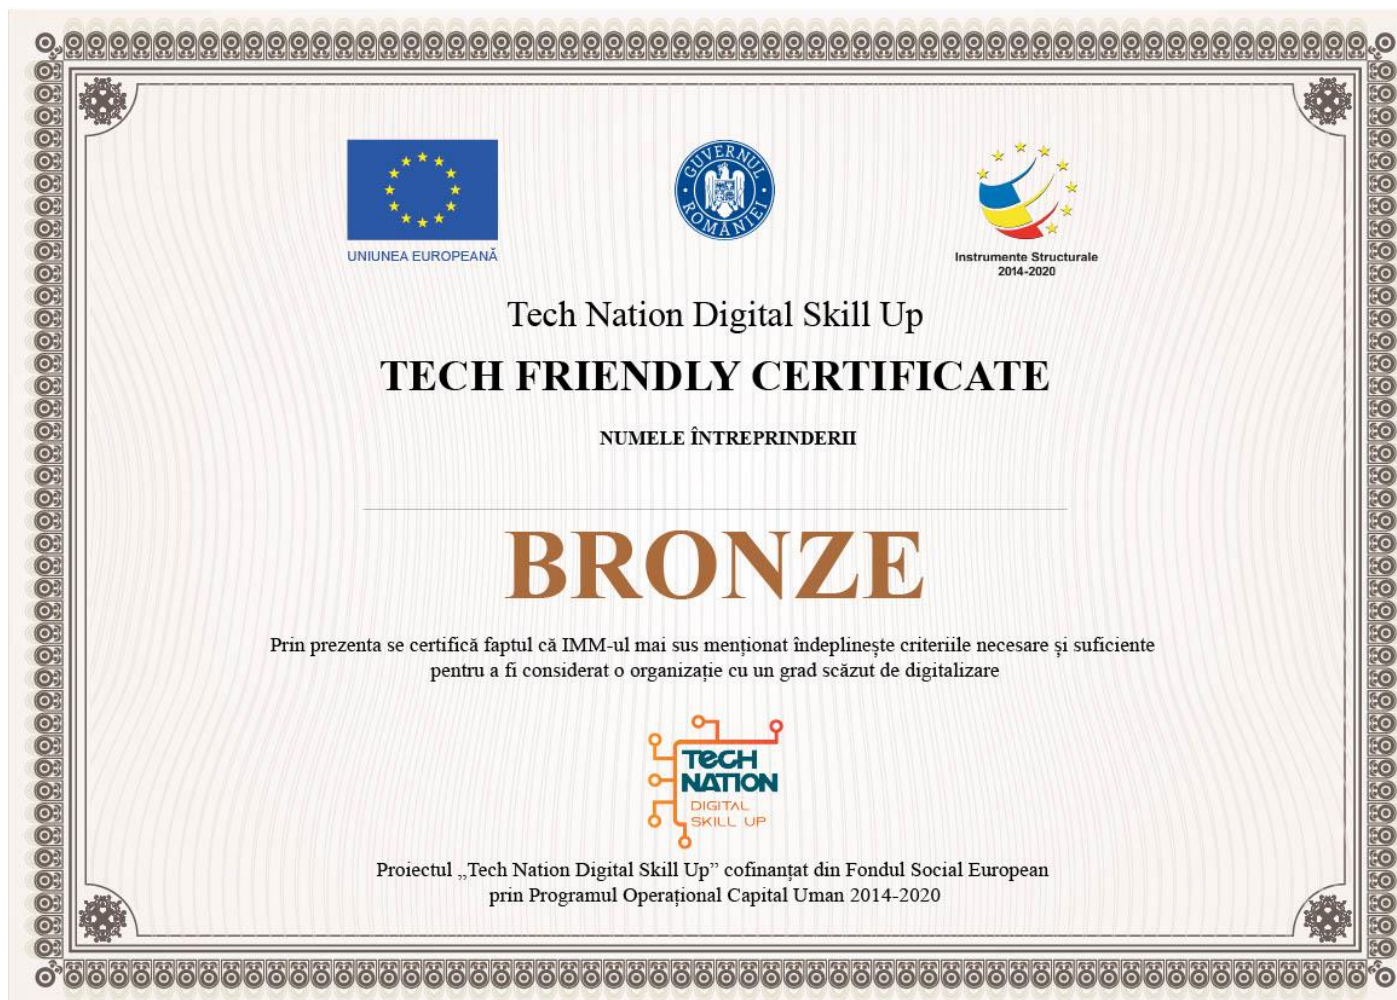 UNIUNEA EUROPEANĂ
GUVERNUL ROMÂNIEI
Instrumente Structurale
2014-2020
Tech Nation Digital Skill Up
TECH FRIENDLY CERTIFICATE
NUMELE ÎNTREPRINDERII
BRONZE
Prin prezenta se certifică faptul că IMM-ul mai sus menționat îndeplinește criteriile necesare și suficiente
pentru a fi considerat o organizație cu un grad scăzut de digitalizare
TECH
NATION
DIGITAL
SKILL UP
Proiectul „Tech Nation Digital Skill Up” cofinanțat din Fondul Social European
prin Programul Operațional Capital Uman 2014-2020